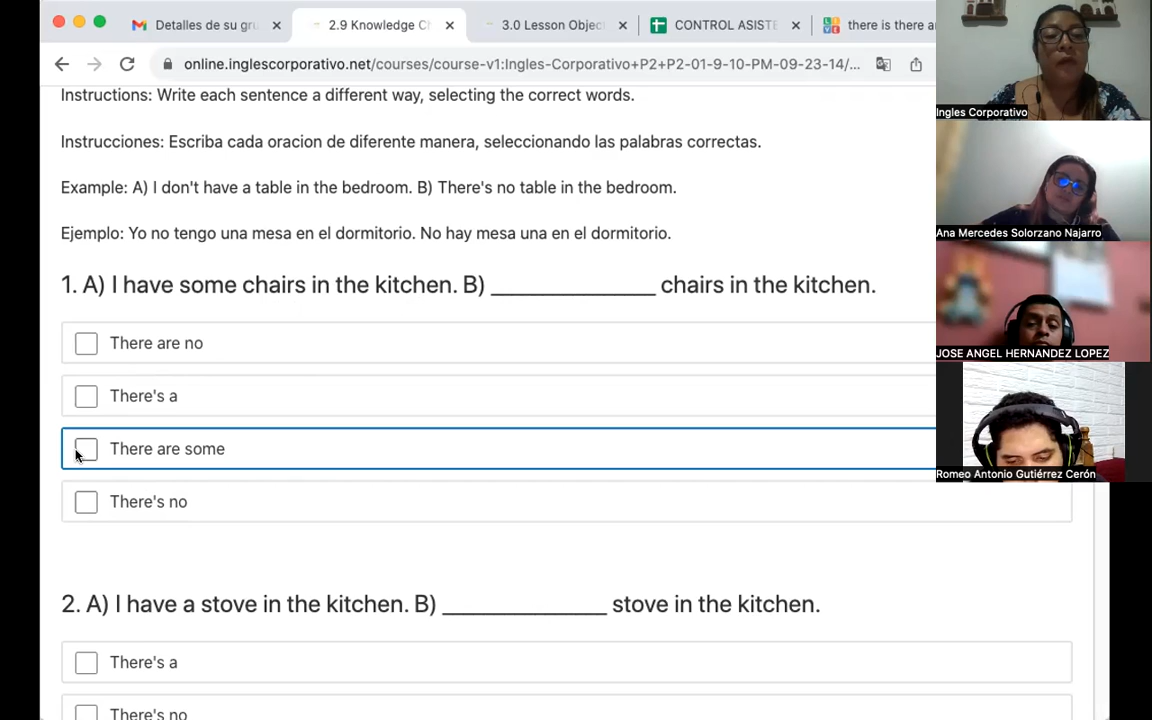 Detalles de su gru
2.9 Knowledge C
3.0 Lesson Objec
CONTROL ASISTE
there is there a
online.inglescorporativo.net/courses/course-v1:Ingles-Corporativo+P2+P2-01-9-10-PM-09-23-14/...
Instructions: Write each sentence a different way, selecting the correct words.
Instrucciones: Escriba cada oracion de diferente manera, seleccionando las palabras correctas.
Example: A) I don't have a table in the bedroom. B) There's no table in the bedroom.
Ejemplo: Yo no tengo una mesa en el dormitorio. No hay mesa una en el dormitorio.
1. A) I have some chairs in the kitchen. B) _______________ chairs in the kitchen.
There are no
There's a
There are some
There's no
2. A) I have a stove in the kitchen. B) _______________ stove in the kitchen.
There's a
There's no
Ingles Corporativo
Ana Mercedes Solorzano Najarro
JOSE ANGEL HERNANDEZ LOPEZ
Romeo Antonio Gutiérrez Cerón